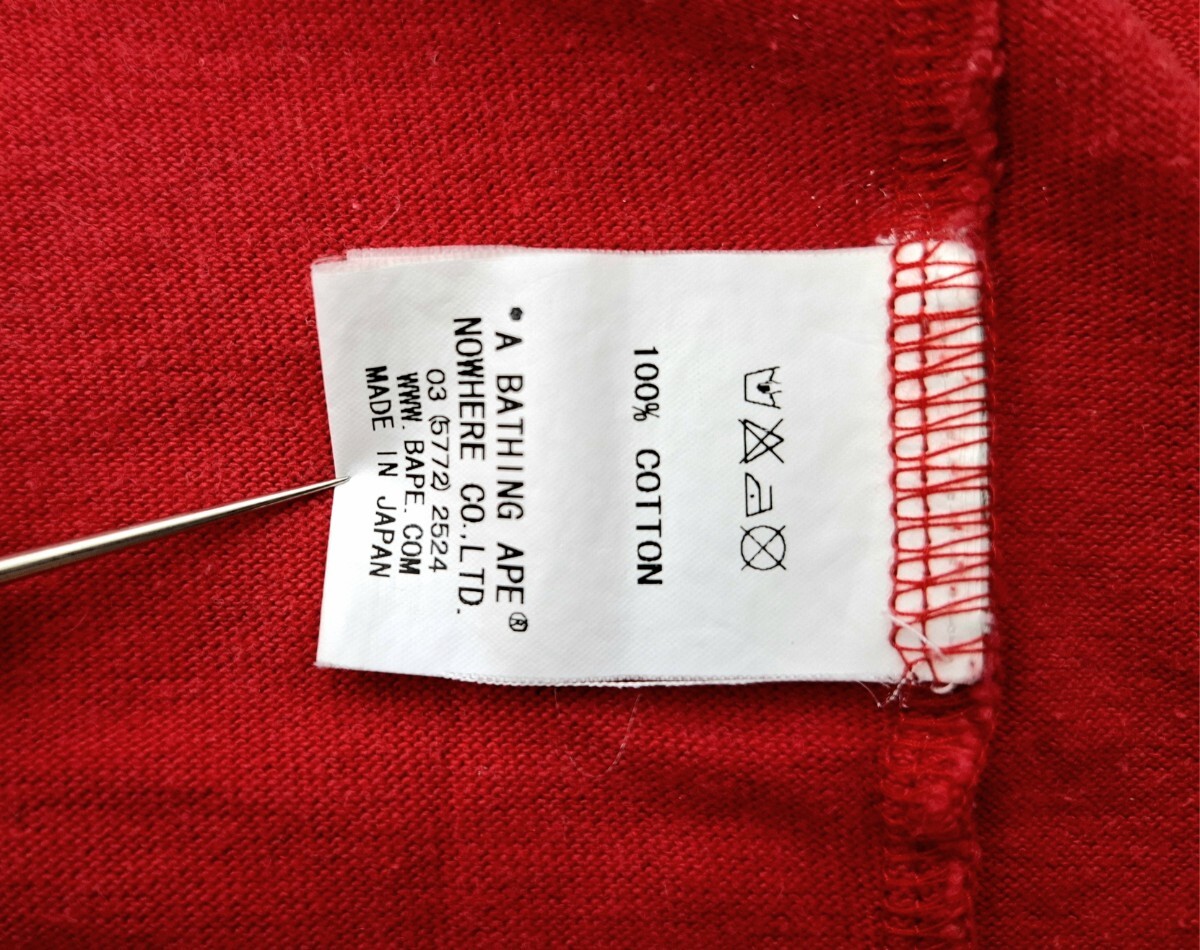 100% COTTON
•A BATHING APE®
NOWHERE CO.,LTD.
03 (5772) 2524
WWW.BAPE.COM
MADE IN JAPAN